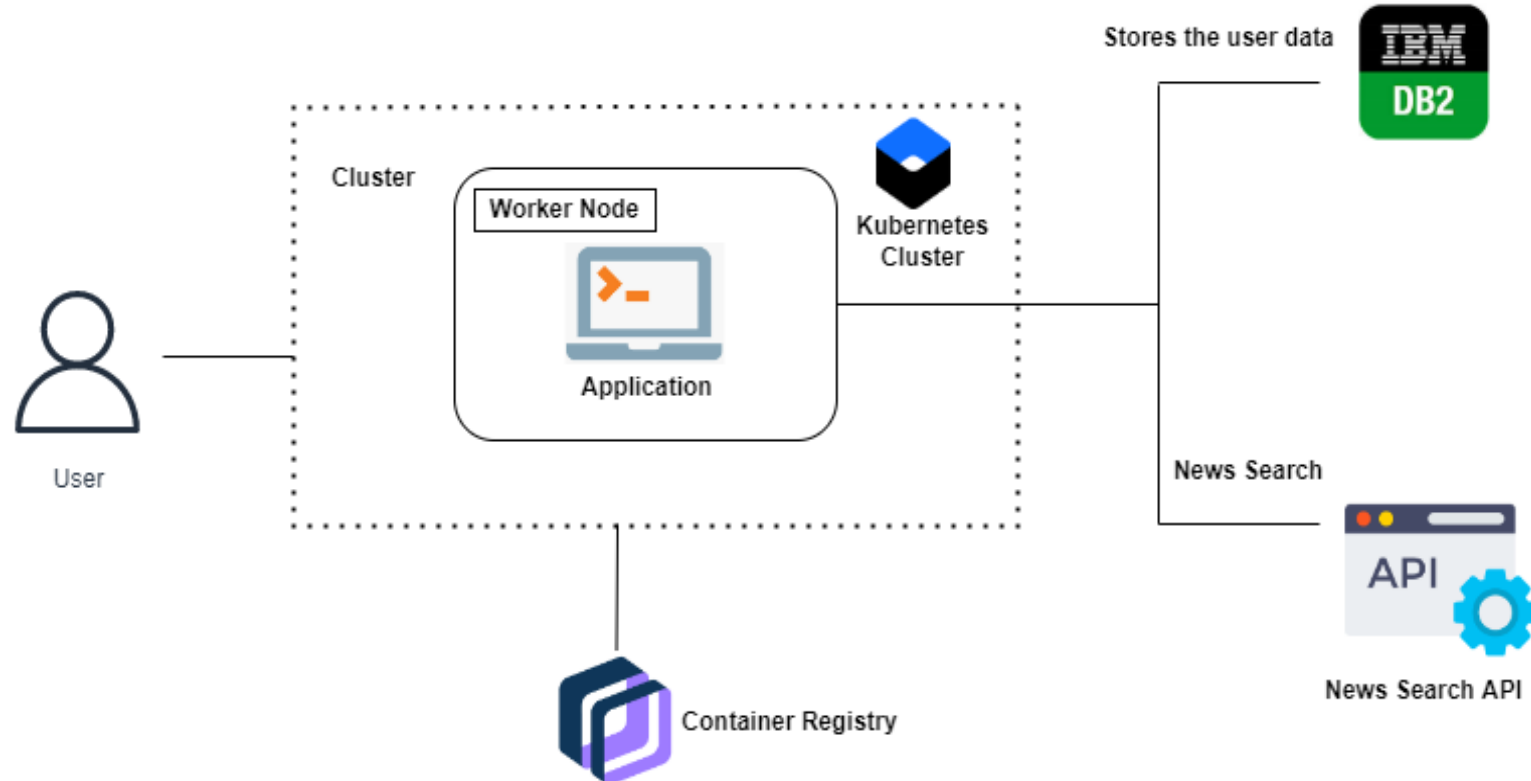 Stores the user data
IBM
DB2
Cluster
Worker Node
Kubernetes
Cluster
Application
User
News Search
API
News Search API
Container Registry